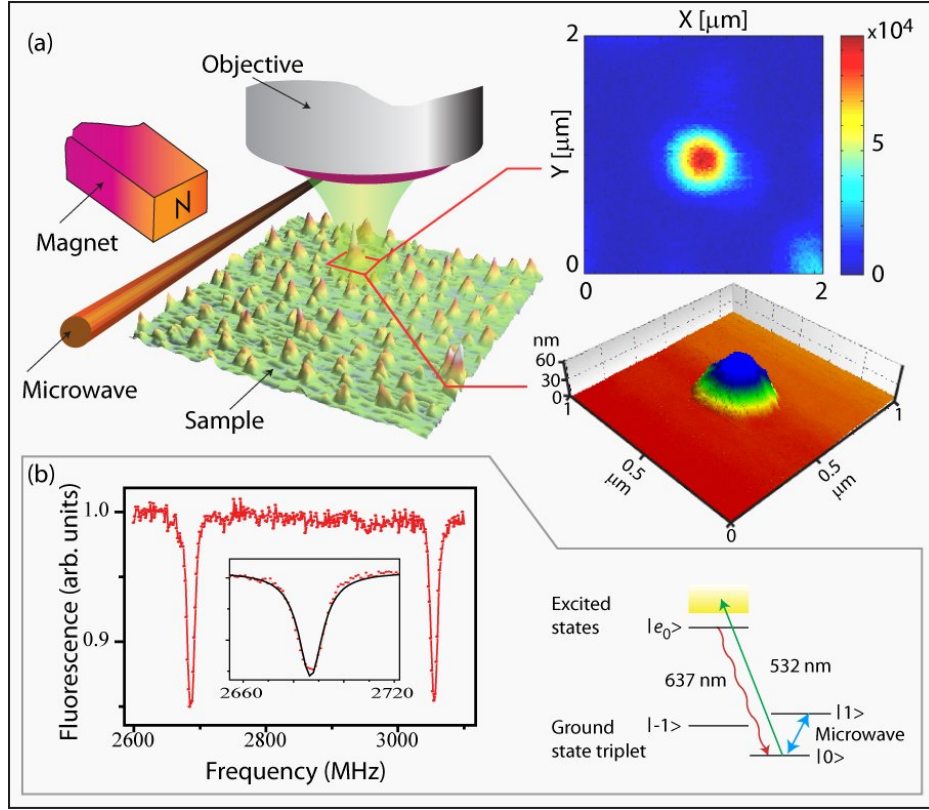 (a)
Objective
Magnet
N
Microwave
Sample
X [μm]
Y [μm]
2
0
0
2
x10⁴
10
5
0
nm
60
30
0
1
0.5
μm
0
0.5
μm
1
(b)
Fluorescence (arb. units)
1.0
0.9
2600
2800
3000
Frequency (MHz)
2660
2720
Excited
states
|e₀>
637 nm
532 nm
Ground
state triplet
|-1>
|1>
Microwave
|0>